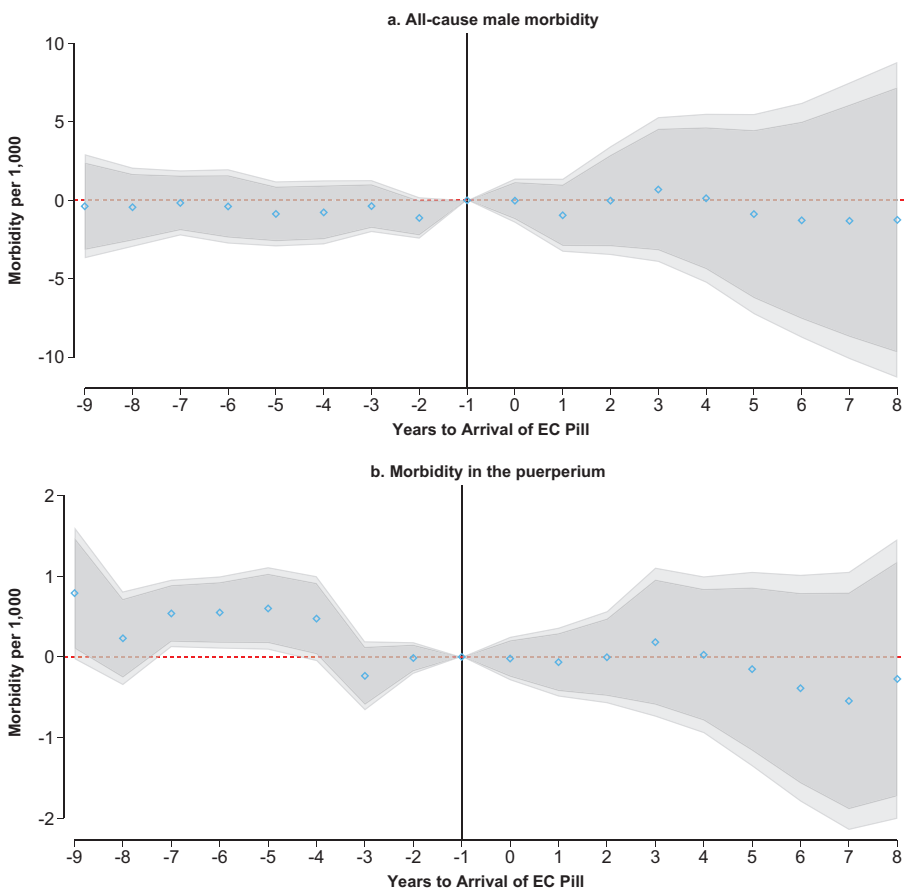 a. All-cause male morbidity
10
5
0
-5
-10
Morbidity per 1,000
-9 -8 -7 -6 -5 -4 -3 -2 -1 0 1 2 3 4 5 6 7 8
Years to Arrival of EC Pill
b. Morbidity in the puerperium
2
1
0
-1
-2
Morbidity per 1,000
-9 -8 -7 -6 -5 -4 -3 -2 -1 0 1 2 3 4 5 6 7 8
Years to Arrival of EC Pill